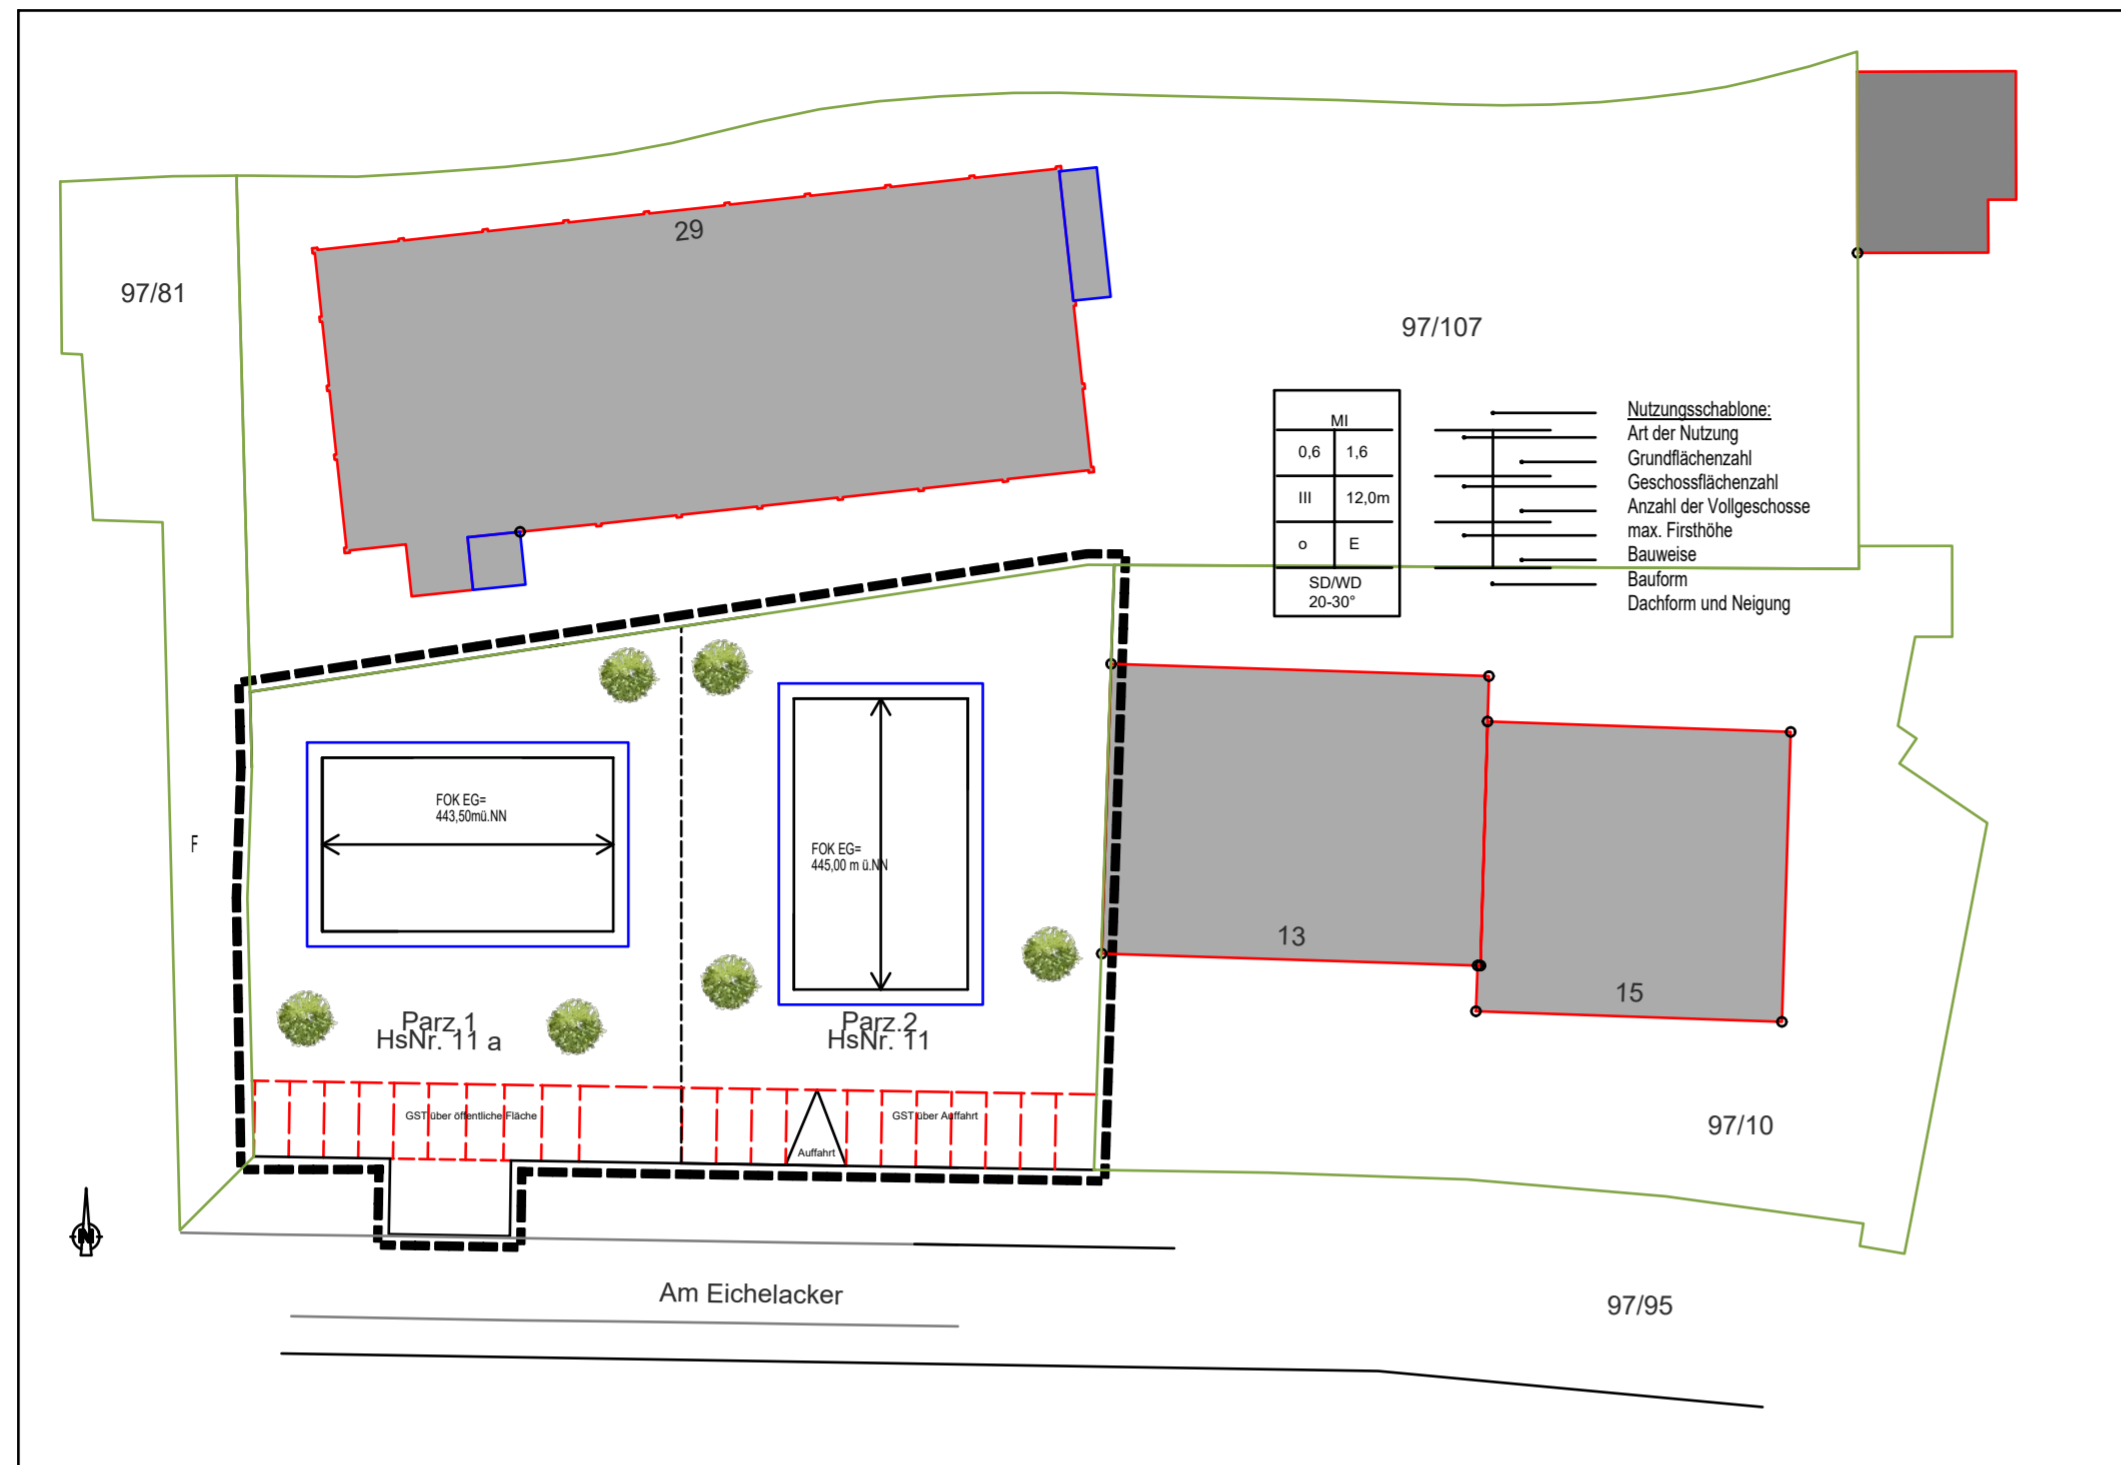 29
97/81
97/107
MI
0,6 1,6
III 12,0m
o E
SD/WD
20-30°
Nutzungsschablone:
Art der Nutzung
Grundflächenzahl
Geschossflächenzahl
Anzahl der Vollgeschosse
max. Firsthöhe
Bauweise
Bauform
Dachform und Neigung
FOK EG=
443,50mü.NN
FOK EG=
445,00 m ü.NN
F
13
15
Parz.1
HsNr. 11 a
Parz.2
HsNr. 11
GST über öffentliche Fläche
GST über Auffahrt
Auffahrt
97/10
N
Am Eichelacker
97/95